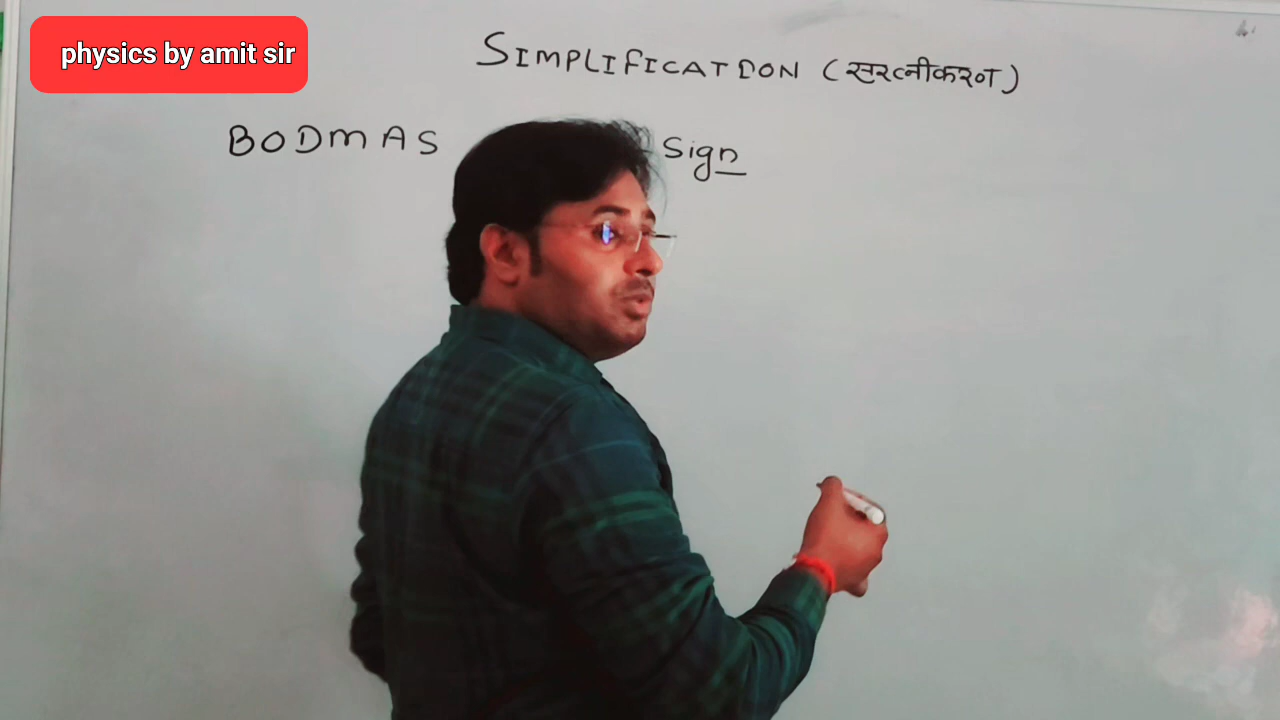 physics by amit sir
SIMPLIFICATION (सरलीकरण)
BODMAS Sign